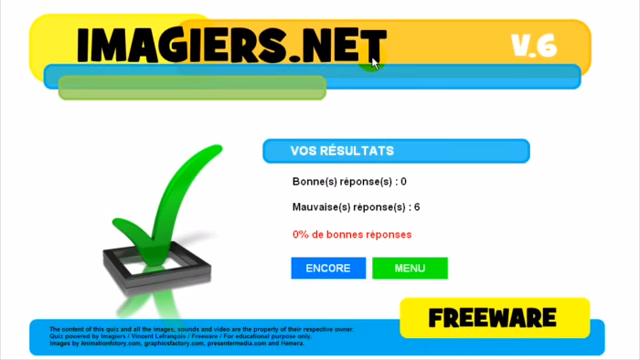 IMAGIERS.NET
V.6
VOS RÉSULTATS
Bonne(s) réponse(s) : 0
Mauvaise(s) réponse(s) : 6
0% de bonnes réponses
ENCORE
MENU
FREEWARE
The content of this quiz and all the images, sounds and video are the property of their respective owner.
Quiz powered by Imagiers / Vincent Lefrançois / Freeware / For educational purpose only.
Images by Animationfctory.com, graphicsfactory.com, presentermedia.com and Hemera.